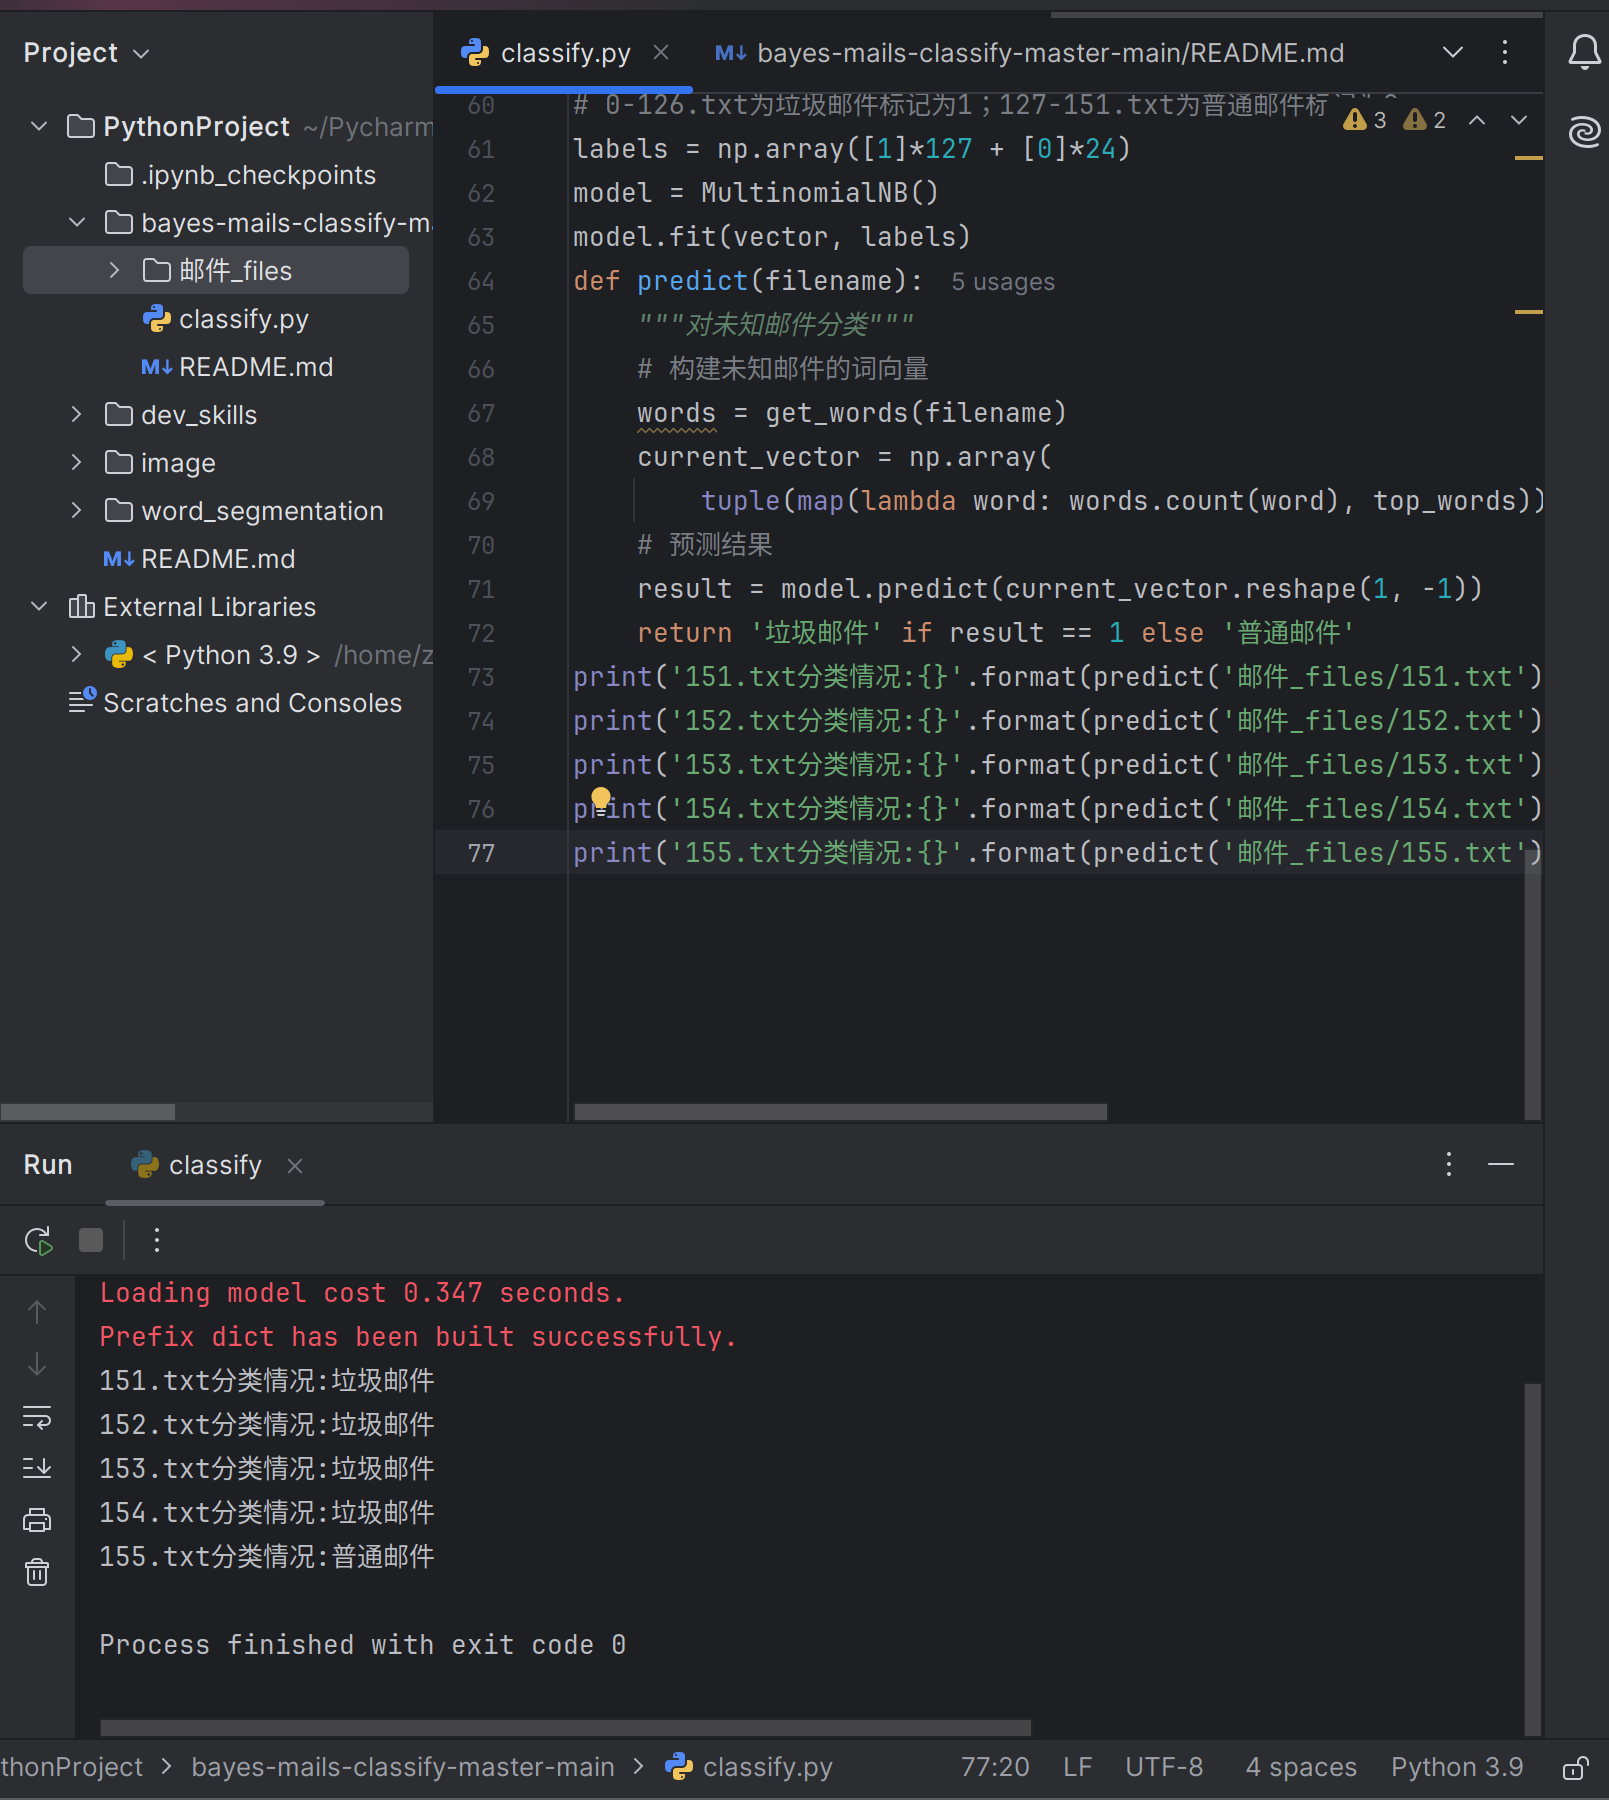 Project
PythonProject ~/Pycharm
.ipynb_checkpoints
bayes-mails-classify-m
邮件_files
classify.py
README.md
dev_skills
image
word_segmentation
README.md
External Libraries
< Python 3.9 > /home/z
Scratches and Consoles
classify.py
bayes-mails-classify-master-main/README.md
3 2
60 # 0-126.txt为垃圾邮件标记为1；127-151.txt为普通邮件标
61 labels = np.array([1]*127 + [0]*24)
62 model = MultinomialNB()
63 model.fit(vector, labels)
64 def predict(filename): 5 usages
65 """对未知邮件分类"""
66 # 构建未知邮件的词向量
67 words = get_words(filename)
68 current_vector = np.array(
69 tuple(map(lambda word: words.count(word), top_words))
70 # 预测结果
71 result = model.predict(current_vector.reshape(1, -1))
72 return '垃圾邮件' if result == 1 else '普通邮件'
73 print('151.txt分类情况:{}'.format(predict('邮件_files/151.txt')
74 print('152.txt分类情况:{}'.format(predict('邮件_files/152.txt')
75 print('153.txt分类情况:{}'.format(predict('邮件_files/153.txt')
76 print('154.txt分类情况:{}'.format(predict('邮件_files/154.txt')
77 print('155.txt分类情况:{}'.format(predict('邮件_files/155.txt')
Run classify
Loading model cost 0.347 seconds.
Prefix dict has been built successfully.
151.txt分类情况:垃圾邮件
152.txt分类情况:垃圾邮件
153.txt分类情况:垃圾邮件
154.txt分类情况:垃圾邮件
155.txt分类情况:普通邮件
Process finished with exit code 0
thonProject > bayes-mails-classify-master-main > classify.py 77:20 LF UTF-8 4 spaces Python 3.9